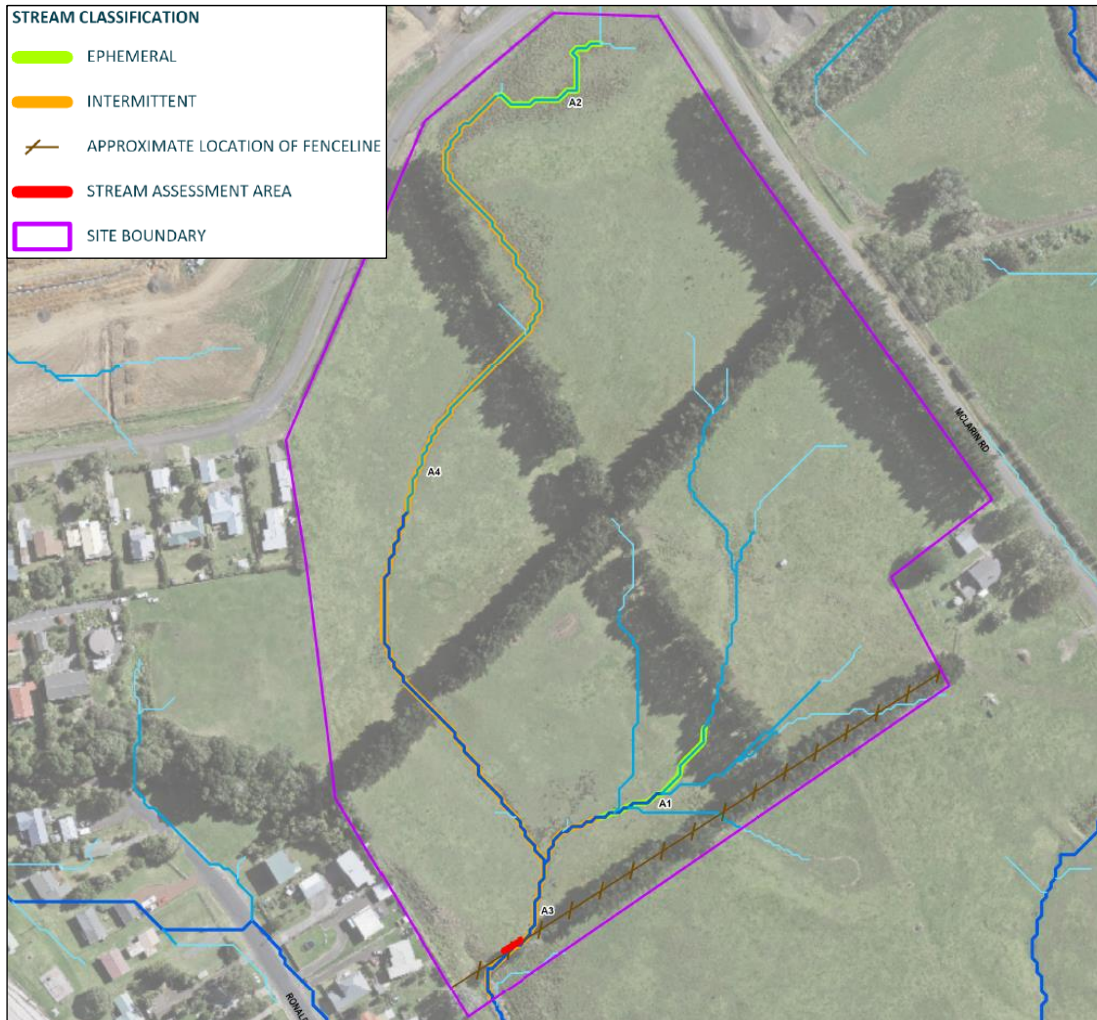 STREAM CLASSIFICATION
EPHEMERAL
INTERMITTENT
APPROXIMATE LOCATION OF FENCELINE
STREAM ASSESSMENT AREA
SITE BOUNDARY
A2
MCLARIN RD
A4
A1
A3